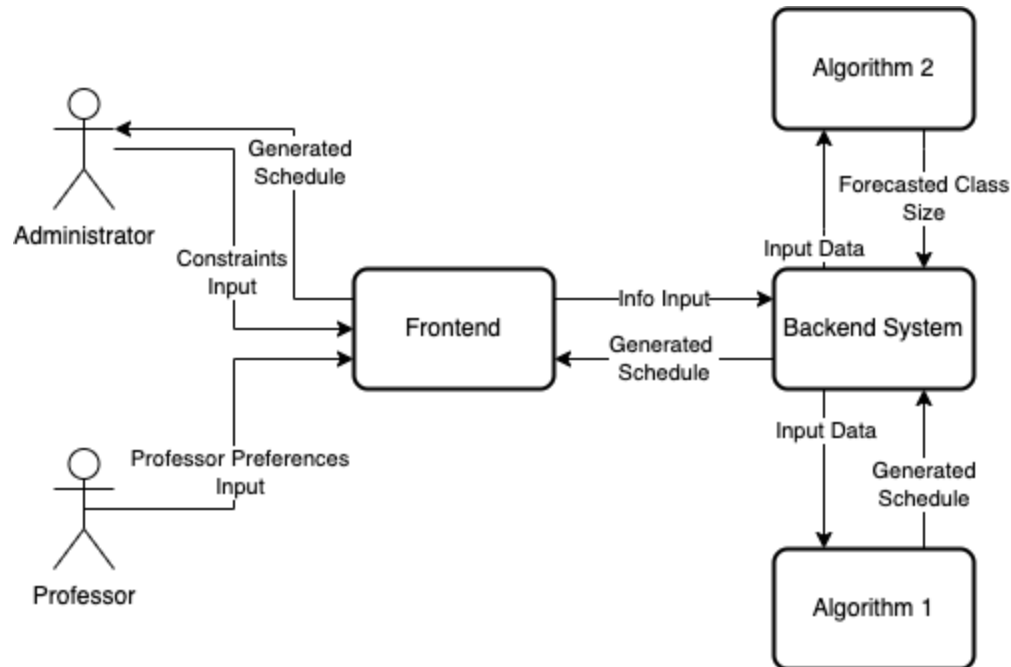 Algorithm 2
Generated
Schedule
Administrator
Forecasted Class
Size
Constraints
Input
Input Data
Info Input
Frontend
Backend System
Generated
Schedule
Input Data
Professor Preferences
Input
Generated
Schedule
Professor
Algorithm 1